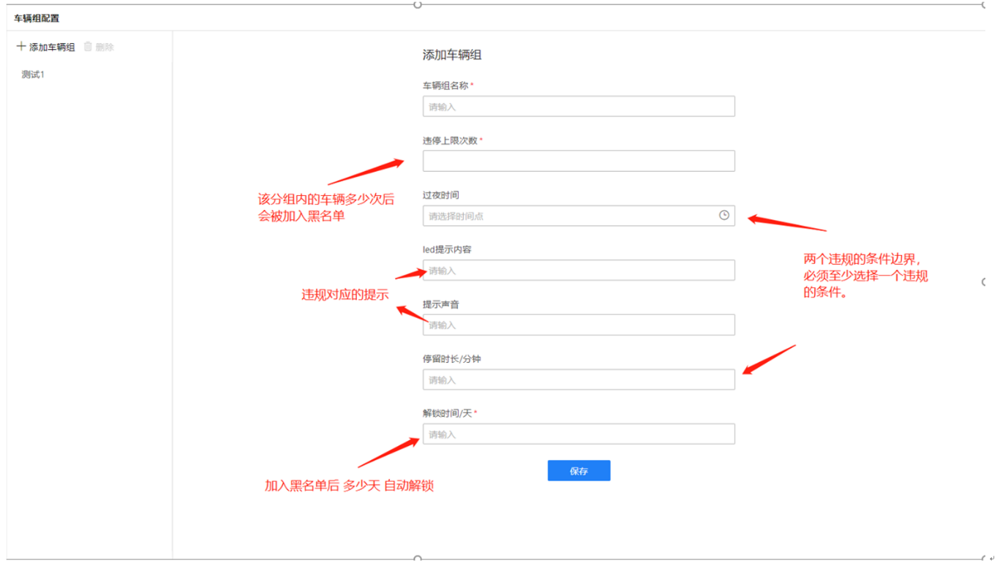 车辆组配置
添加车辆组 删除
测试1
添加车辆组
车辆组名称*
请输入
违停上限次数*
该分组内的车辆多少次后
会被加入黑名单
过夜时间
请选择时间点
两个违规的条件边界，
必须至少选择一个违规
的条件。
led提示内容
请输入
违规对应的提示
提示声音
请输入
停留时长/分钟
请输入
解锁时间/天*
请输入
加入黑名单后 多少天 自动解锁
保存